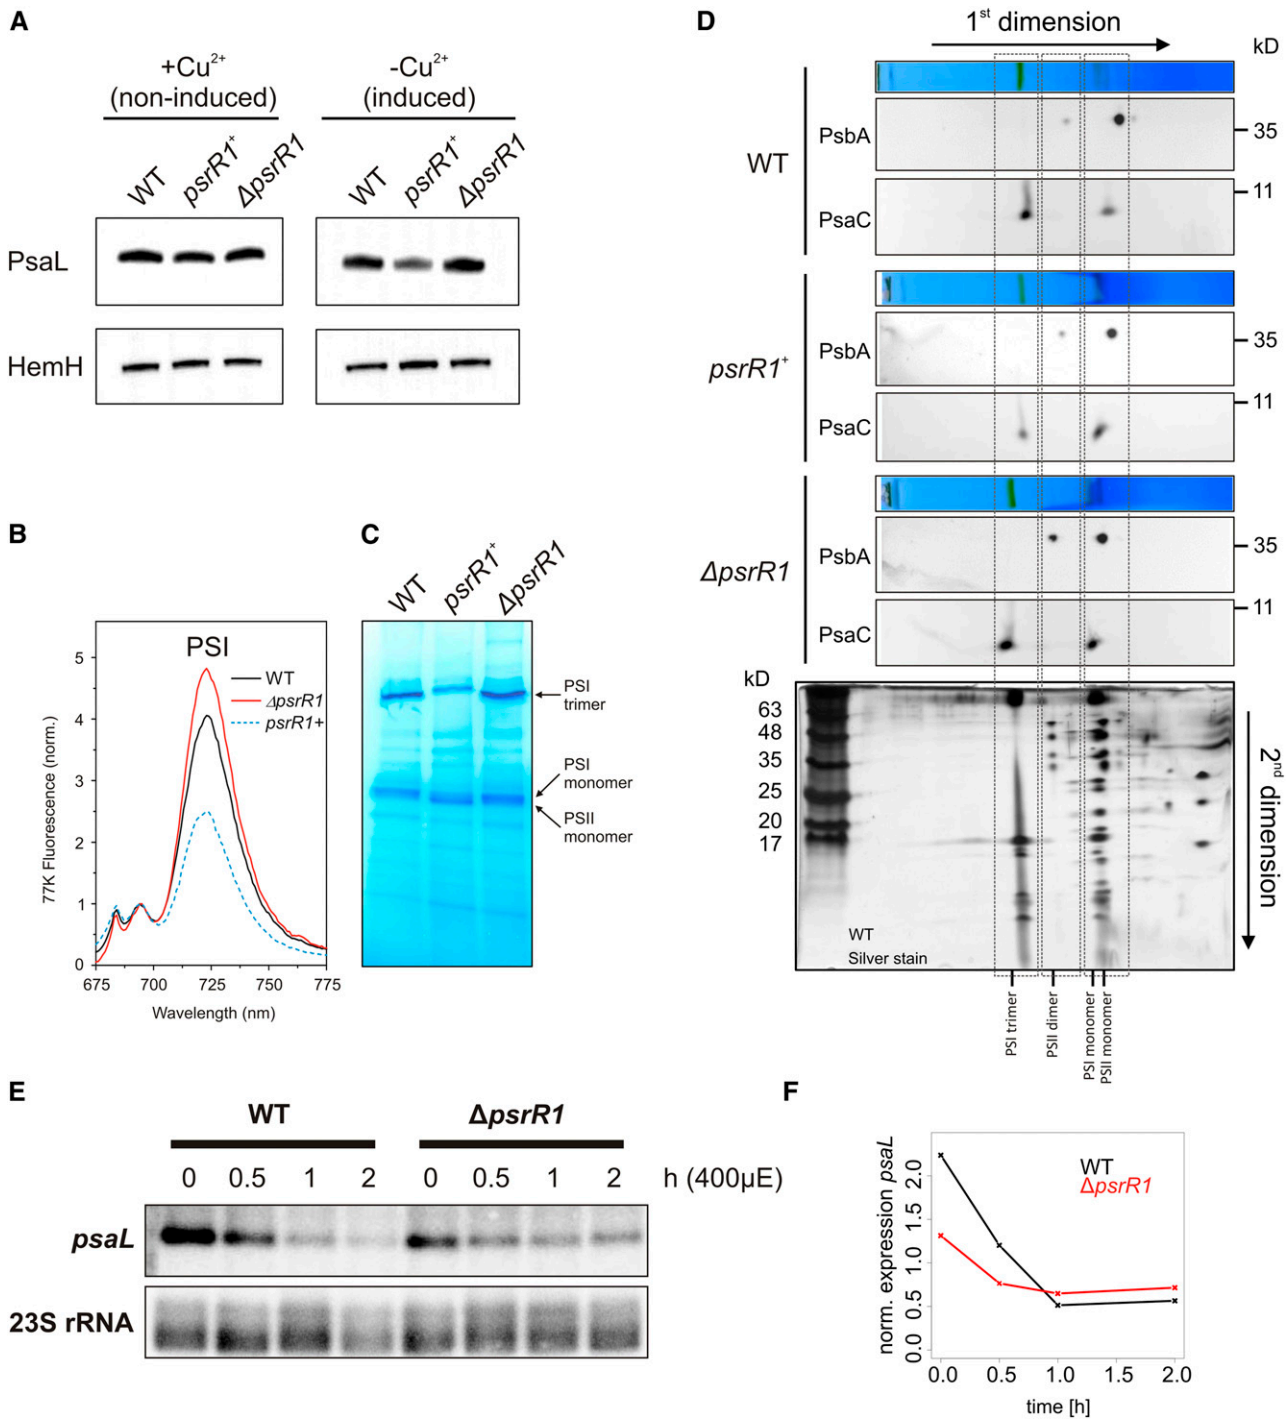 A
+Cu²⁺
(non-induced)
-Cu²⁺
(induced)
WT
psrR1⁺
ΔpsrR1
WT
psrR1⁺
ΔpsrR1
PsaL
HemH
B
PSI
WT
ΔpsrR1
psrR1+
77K Fluorescence (norm.)
5
4
3
2
1
0
675
700
725
750
775
Wavelength (nm)
C
WT
psrR1⁺
ΔpsrR1
PSI
trimer
PSI
monomer
PSII
monomer
D
1ˢᵗ dimension
kD
WT
PsbA
35
PsaC
11
psrR1⁺
PsbA
35
PsaC
11
ΔpsrR1
PsbA
35
PsaC
11
kD
63
48
35
25
20
17
WT
Silver stain
2ⁿᵈ dimension
PSI trimer
PSII dimer
PSI monomer
PSII monomer
E
WT
ΔpsrR1
0 0.5 1 2 0 0.5 1 2 h (400µE)
psaL
23S rRNA
F
WT
ΔpsrR1
norm. expression psaL
2.0
1.5
1.0
0.5
0.0
0.0 0.5 1.0 1.5 2.0
time [h]